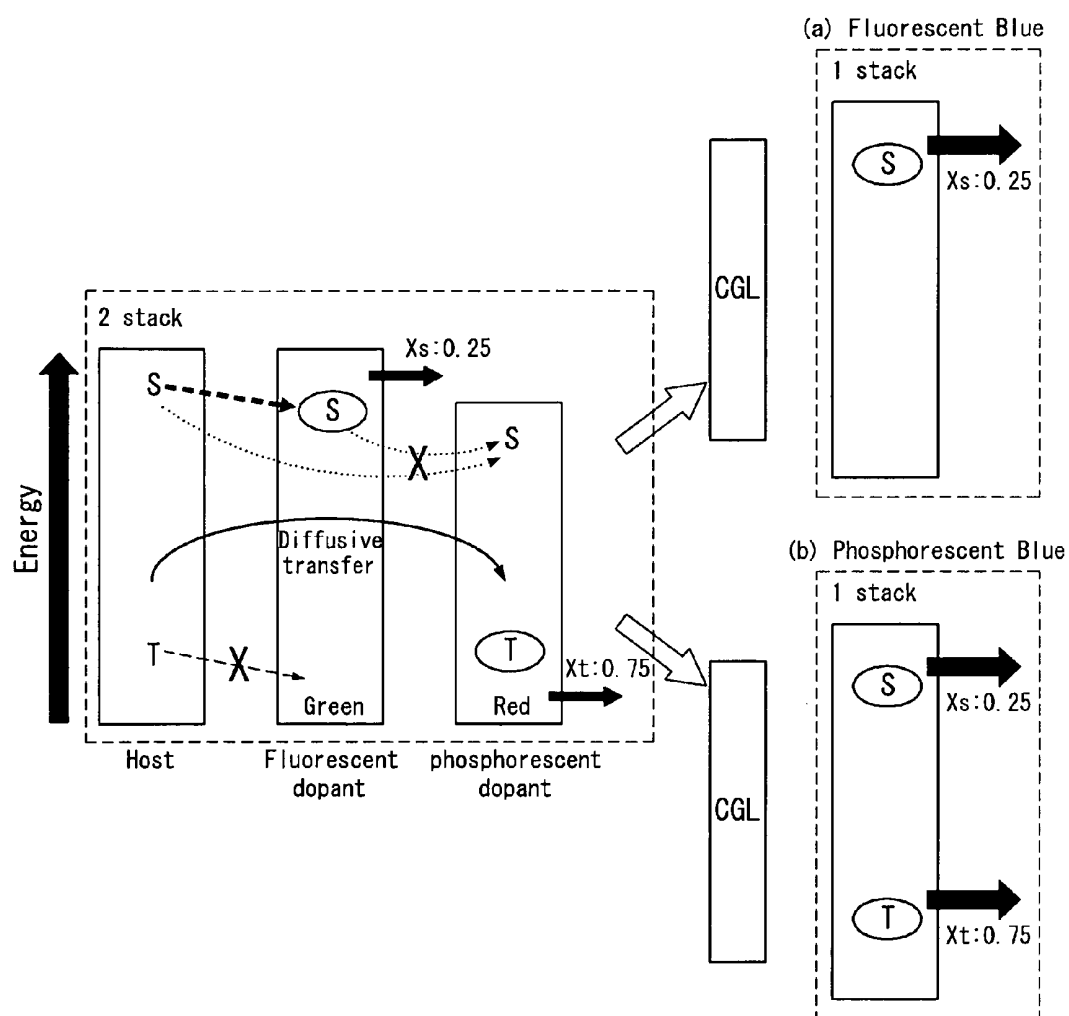 (a) Fluorescent Blue
1 stack
S
Xs:0.25
CGL
2 stack
Xs:0.25
S
S
S
X
Energy
Diffusive
transfer
T
X
T
Xt:0.75
Green
Red
Host
Fluorescent
dopant
phosphorescent
dopant
(b) Phosphorescent Blue
1 stack
S
Xs:0.25
CGL
T
Xt:0.75